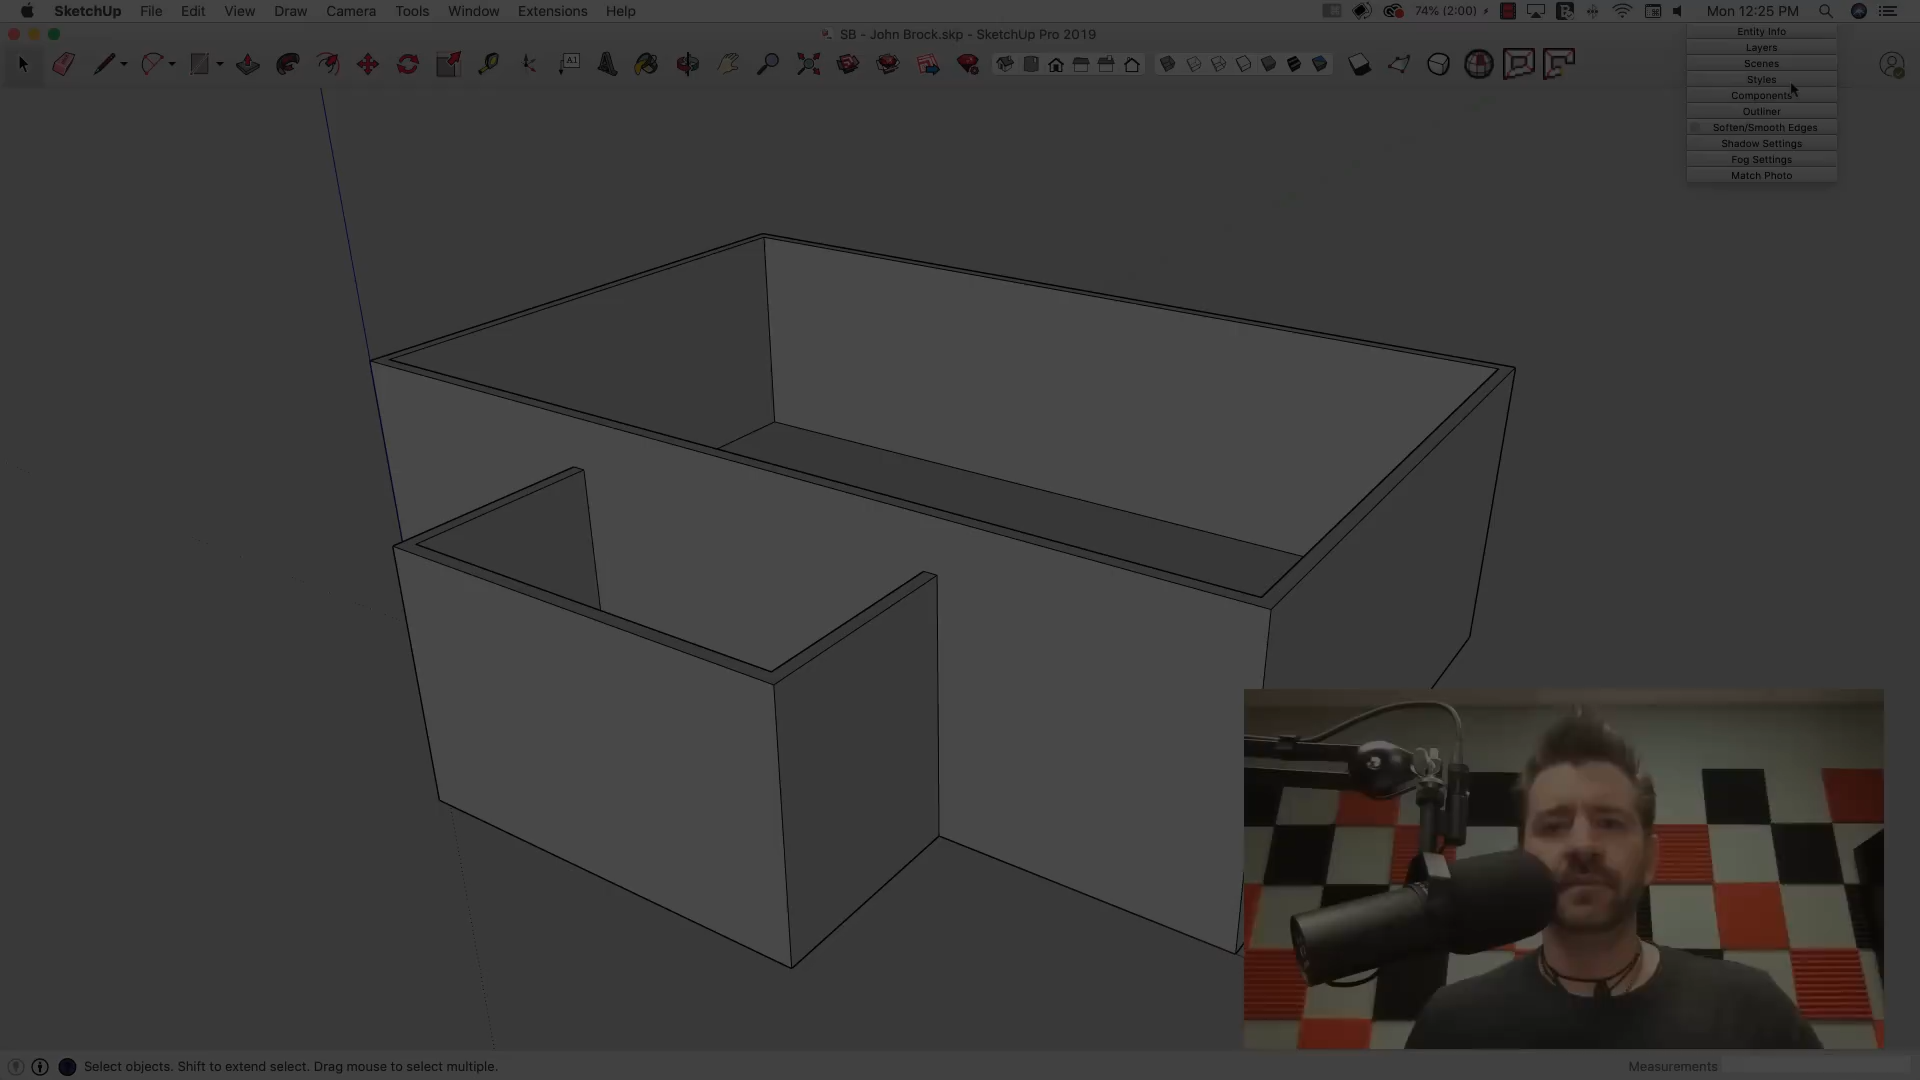 SketchUp File Edit View Draw Camera Tools Window Extensions Help 74% (2:00) Mon 12:25 PM
SB - John Brock.skp - SketchUp Pro 2019
A1
Entity Info
Layers
Scenes
Styles
Components
Outliner
Soften/Smooth Edges
Shadow Settings
Fog Settings
Match Photo
Select objects. Shift to extend select. Drag mouse to select multiple.
Measurements